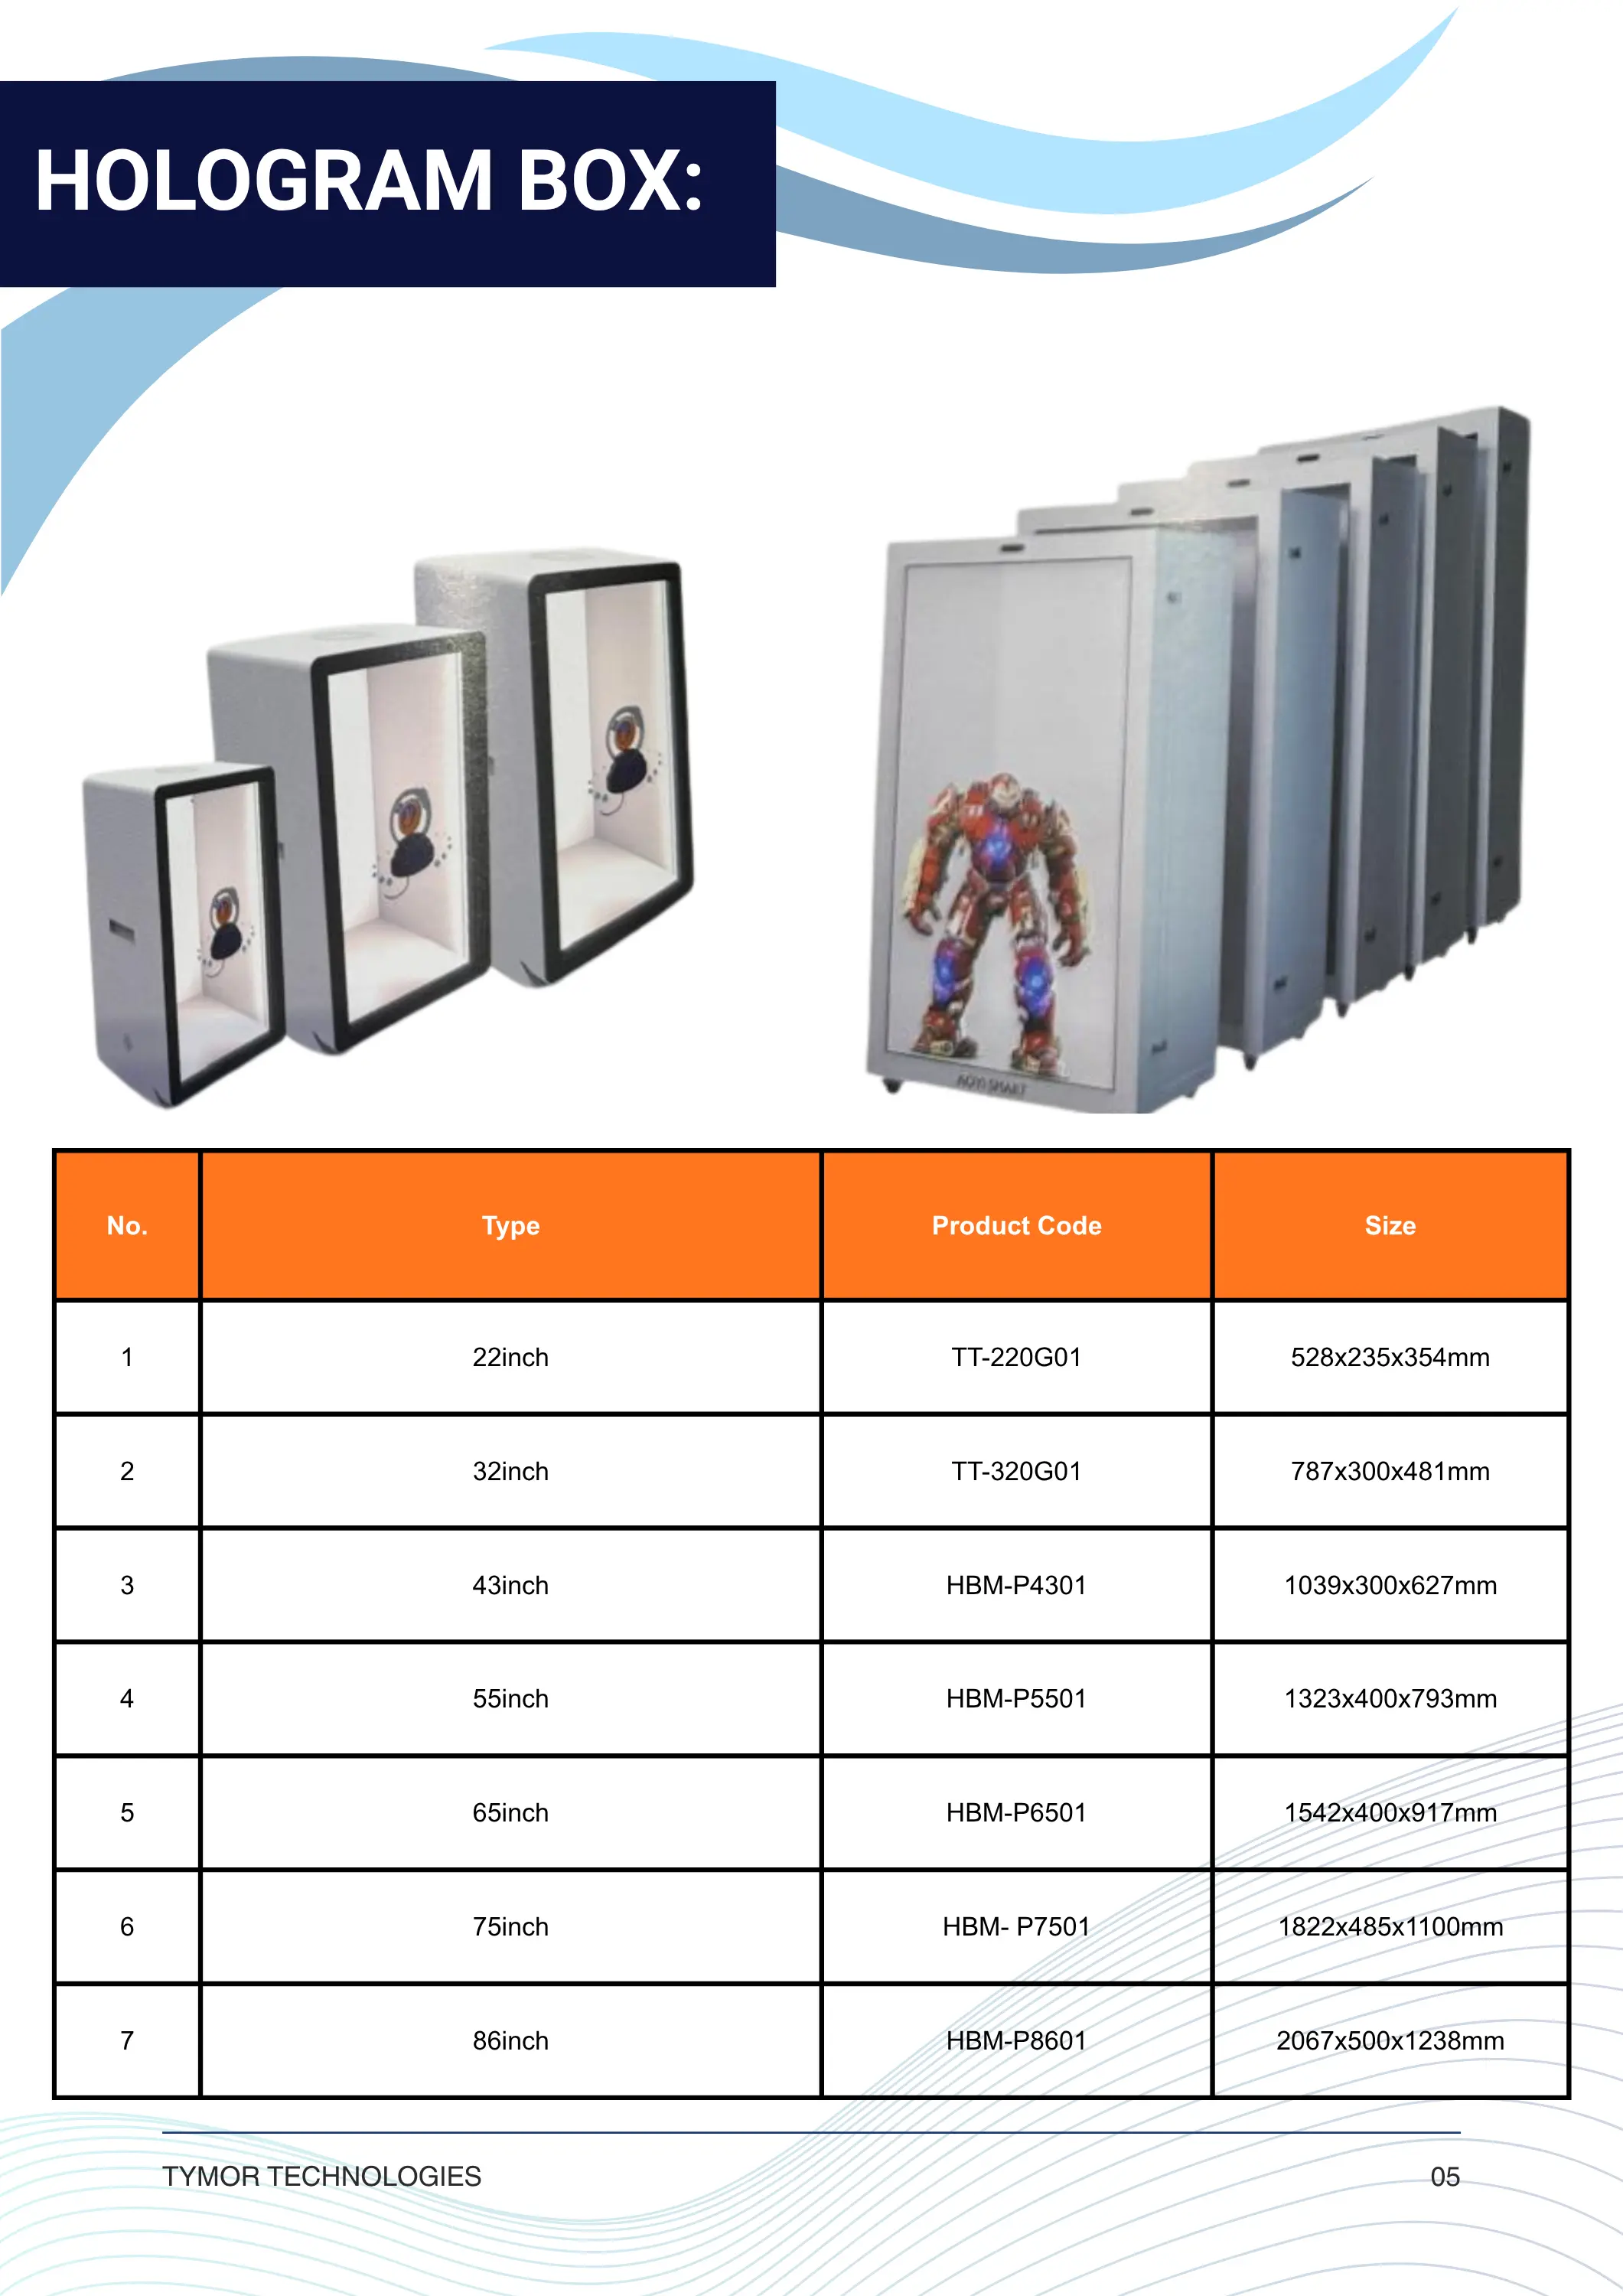 HOLOGRAM BOX:
AOYI SMART
No. Type Product Code Size
1 22inch TT-220G01 528x235x354mm
2 32inch TT-320G01 787x300x481mm
3 43inch HBM-P4301 1039x300x627mm
4 55inch HBM-P5501 1323x400x793mm
5 65inch HBM-P6501 1542x400x917mm
6 75inch HBM- P7501 1822x485x1100mm
7 86inch HBM-P8601 2067x500x1238mm
TYMOR TECHNOLOGIES 05